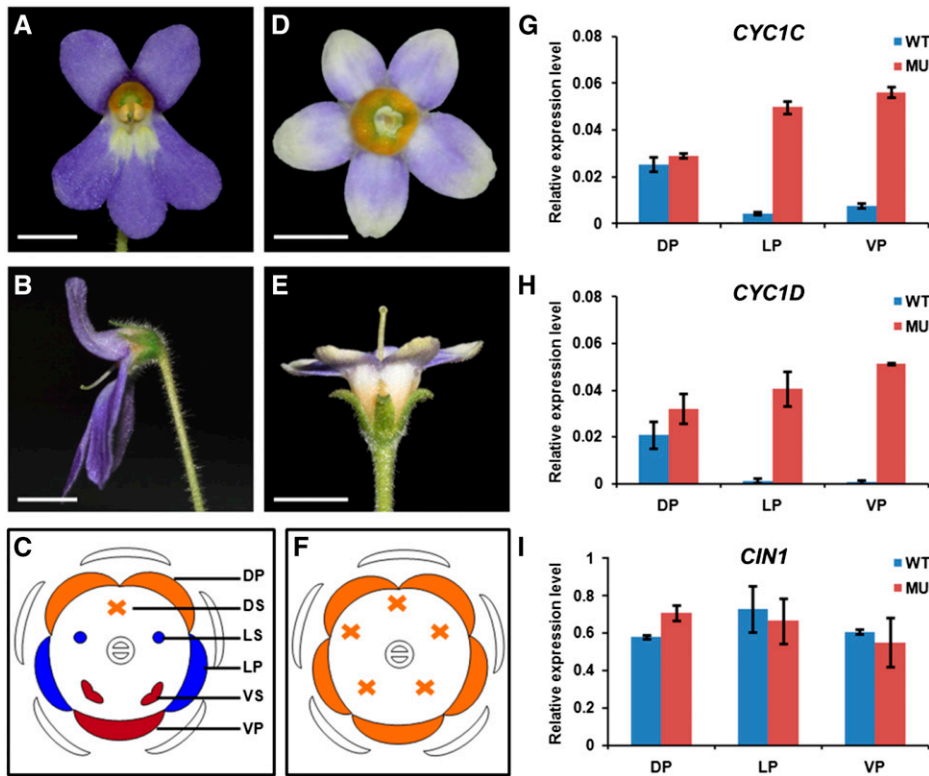 A
D
G
CYC1C
WT
MU
Relative expression level
0.08
0.06
0.04
0.02
0
DP
LP
VP
B
E
H
CYC1D
WT
MU
Relative expression level
0.08
0.06
0.04
0.02
0
DP
LP
VP
C
DP
DS
LS
LP
VS
VP
F
I
CIN1
WT
MU
Relative expression level
1
0.8
0.6
0.4
0.2
0
DP
LP
VP